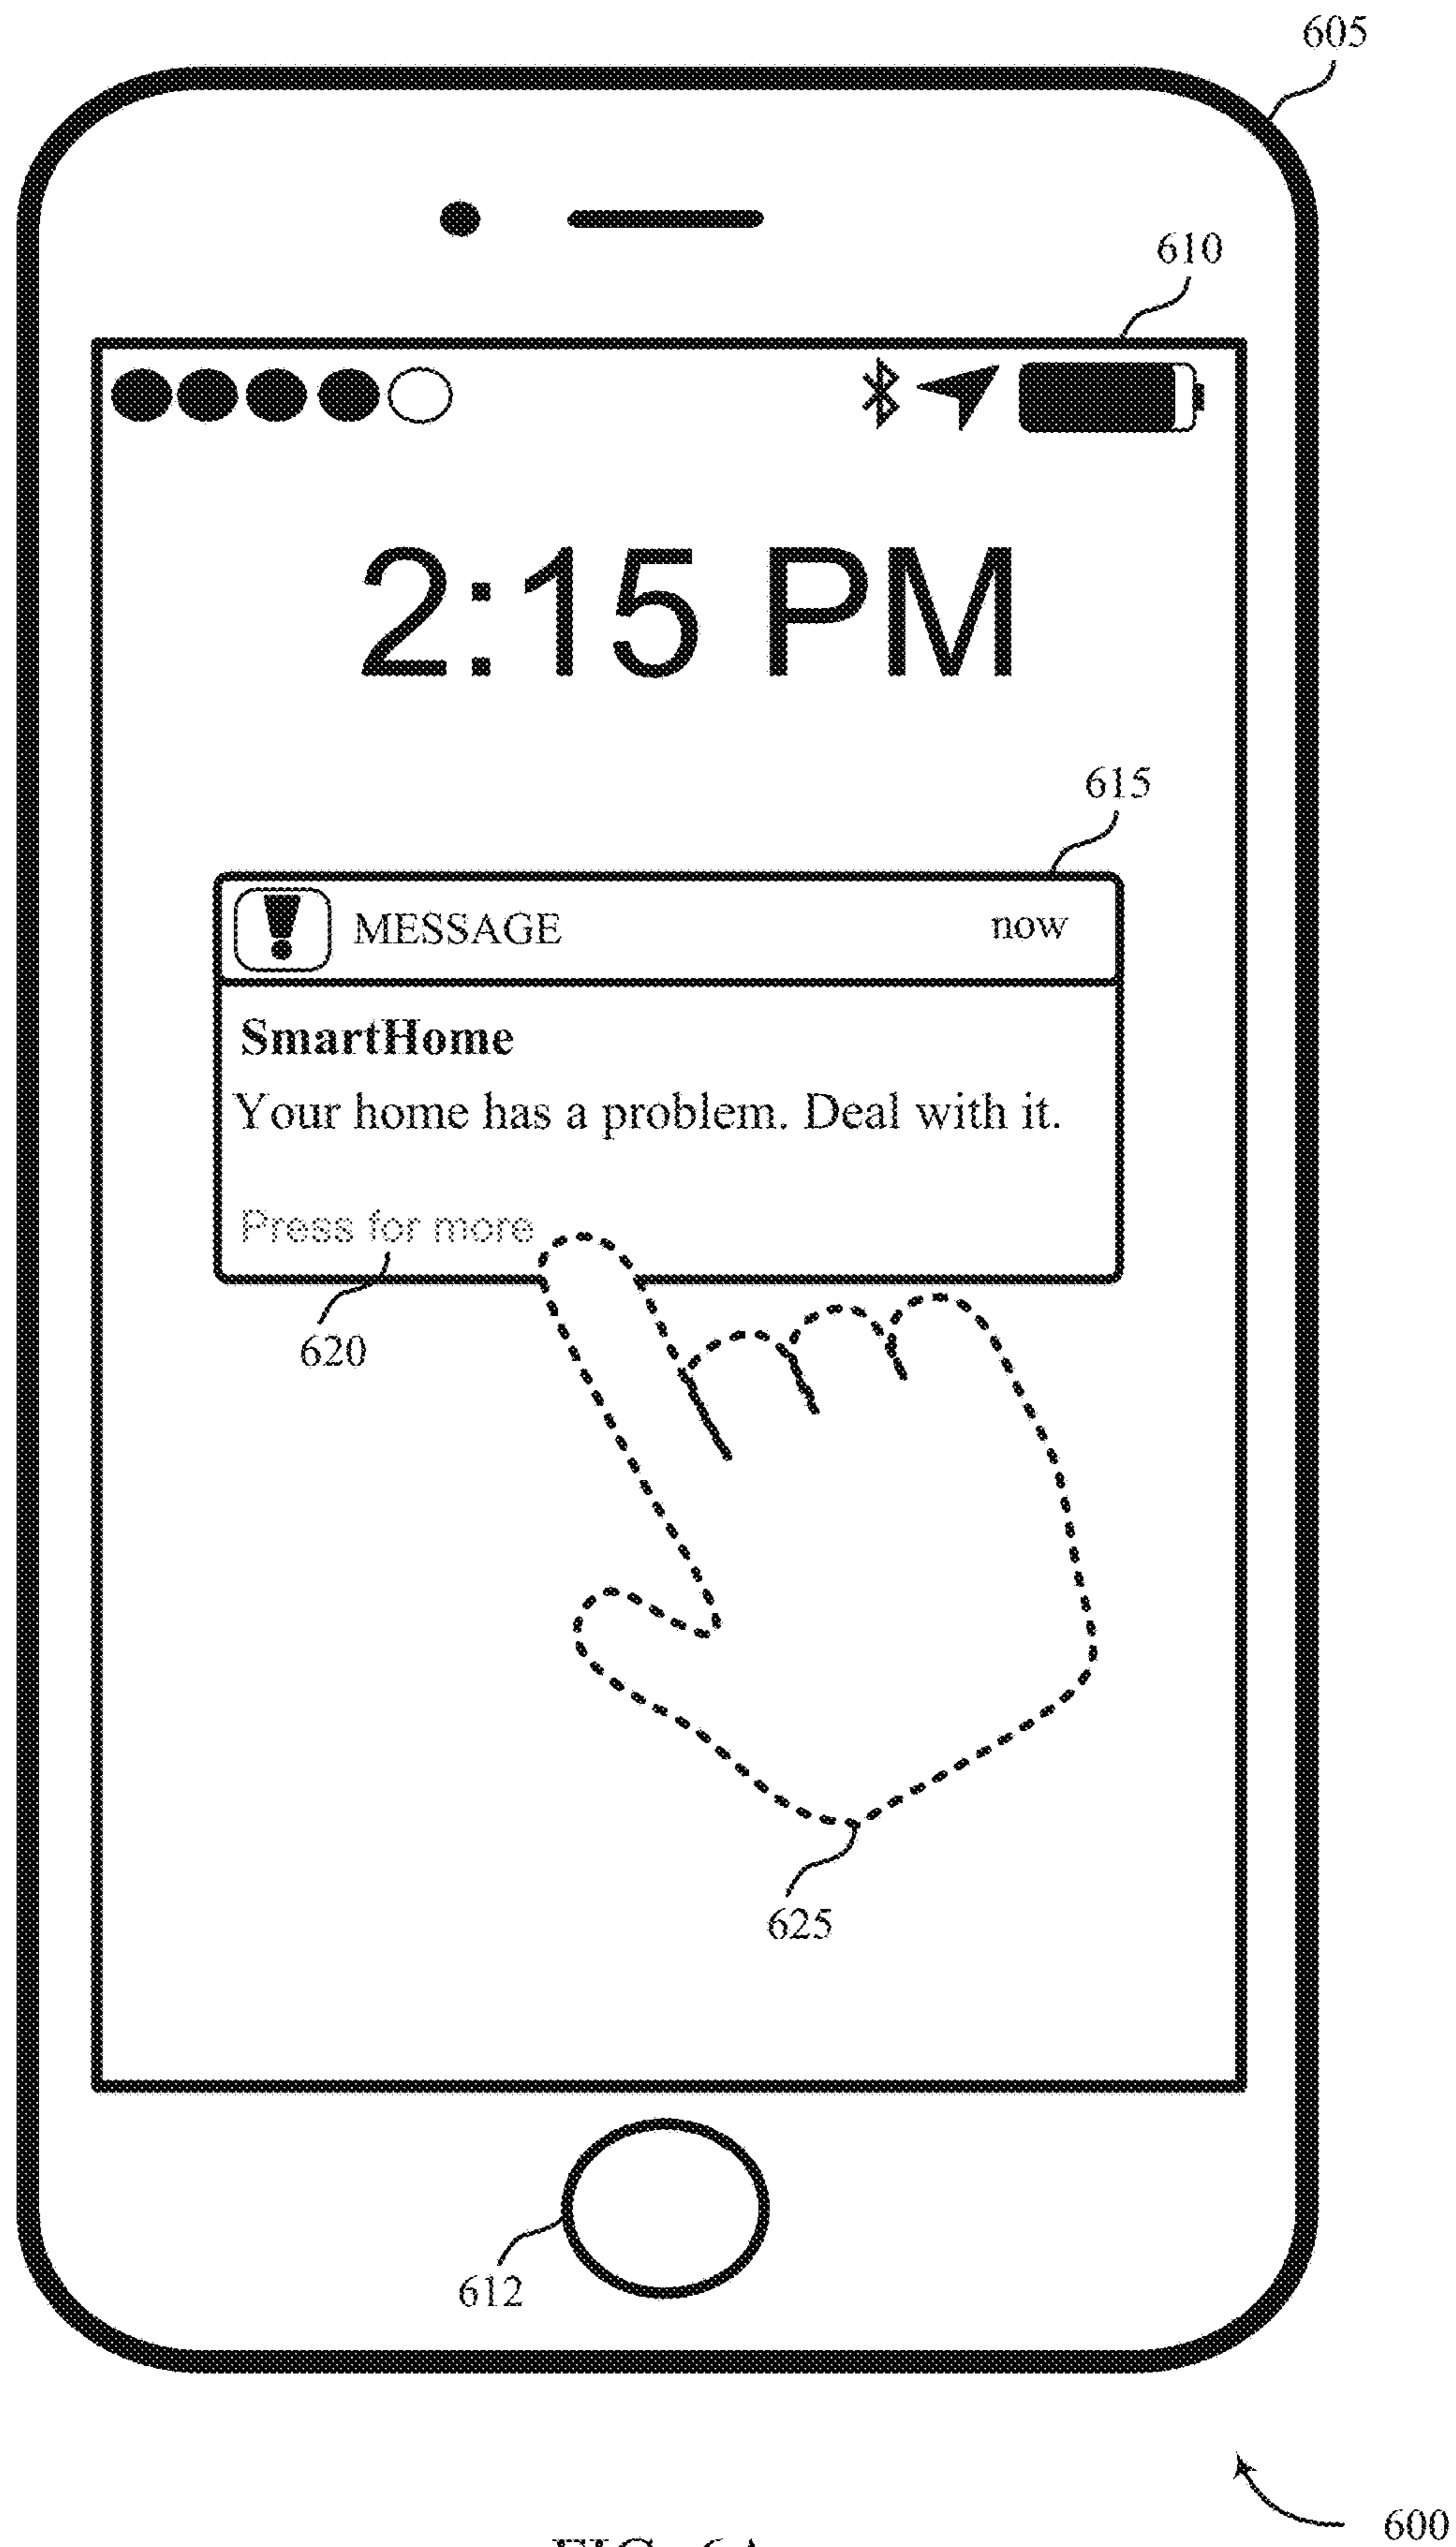 605
610
2:15 PM
615
MESSAGE now
SmartHome
Your home has a problem. Deal with it.
Press for more
620
625
612
600